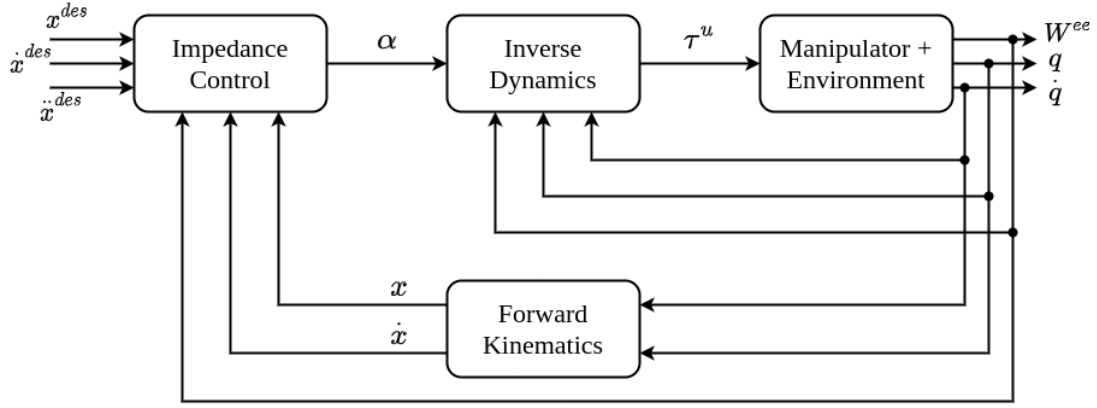 x^{des}
ẋ^{des}
ẍ^{des}
Impedance
Control
α
Inverse
Dynamics
τ^u
Manipulator +
Environment
W^{ee}
q
q̇
x
ẋ
Forward
Kinematics